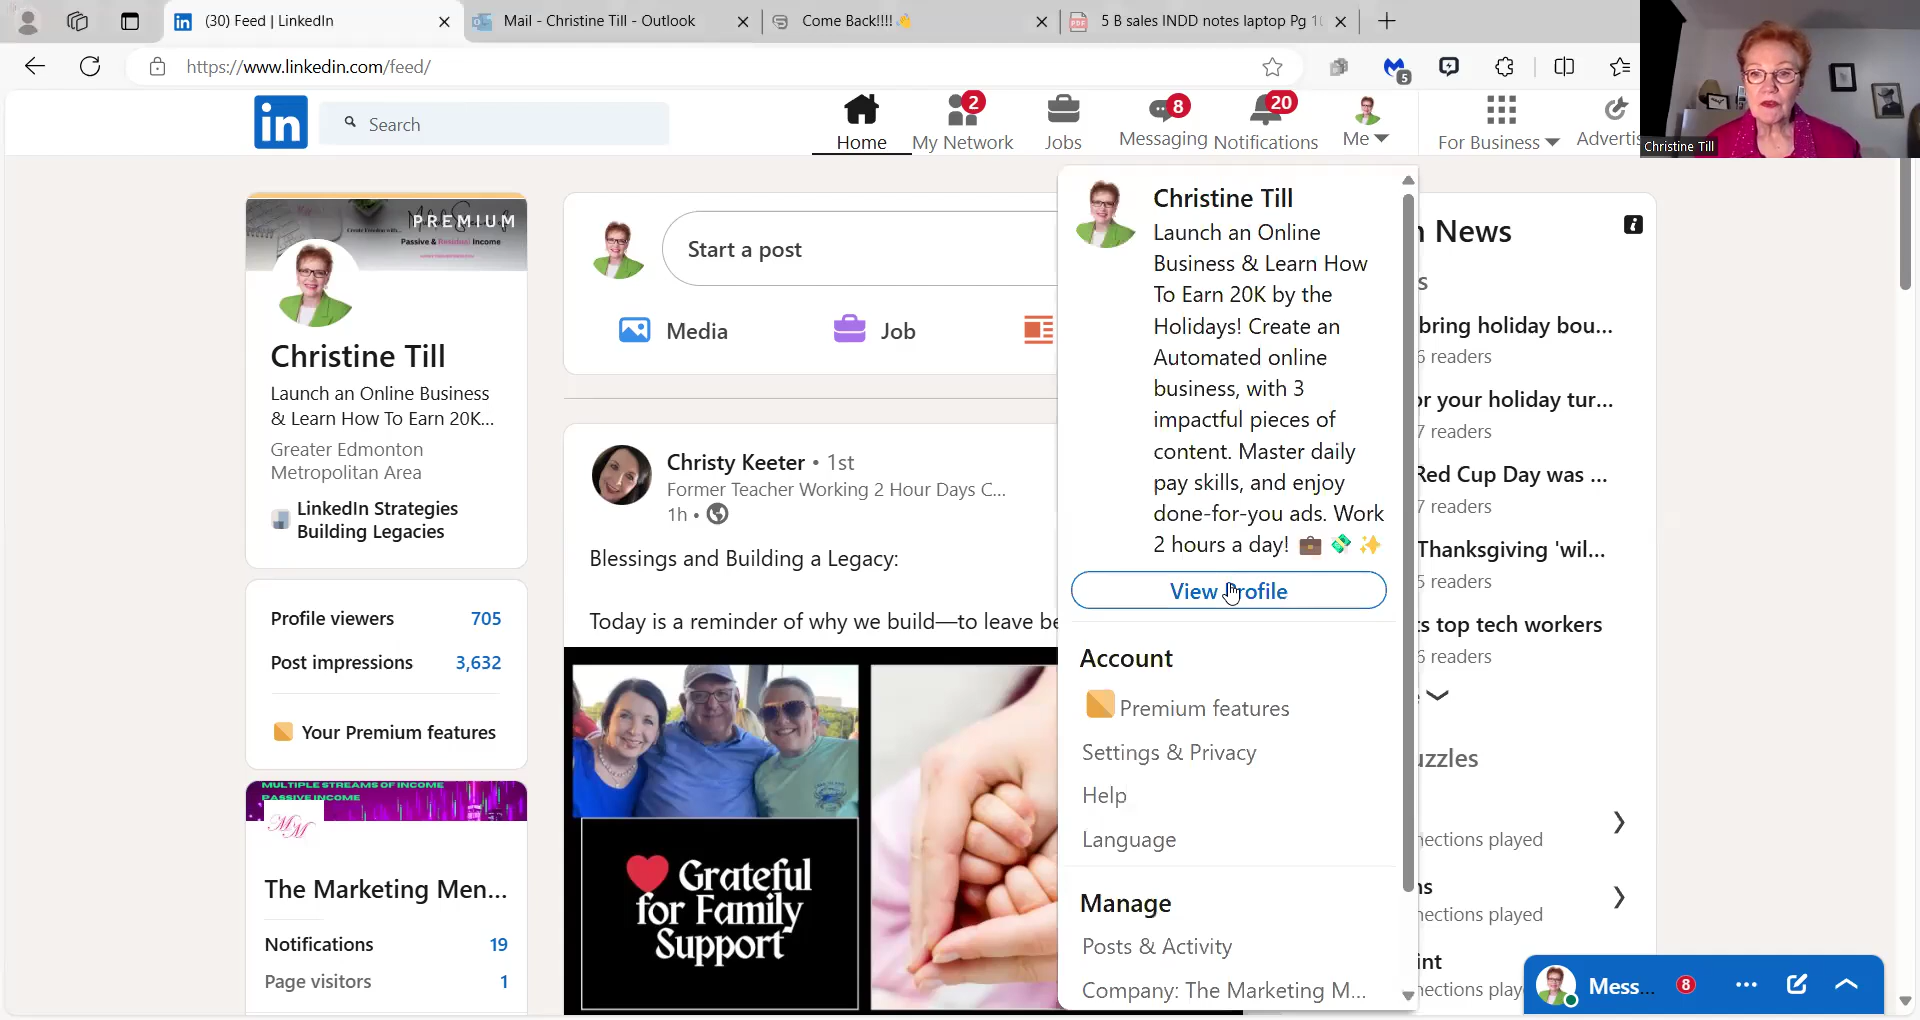 (30) Feed | LinkedIn
Mail - Christine Till - Outlook
Come Back!!!! 👋
5 B sales INDD notes laptop Pg
https://www.linkedin.com/feed/
5
Christine Till
in
Search
Home
2
My Network
Jobs
8
Messaging
20
Notifications
Me
For Business
PREMIUM
Passive & Residual Income
Christine Till
Launch an Online Business
& Learn How To Earn 20K...
Greater Edmonton
Metropolitan Area
LinkedIn Strategies
Building Legacies
Profile viewers 705
Post impressions 3,632
Your Premium features
MULTIPLE STREAMS OF INCOME
PASSIVE INCOME
MM
The Marketing Men...
Notifications 19
Page visitors 1
Start a post
Media
Job
Christy Keeter • 1st
Former Teacher Working 2 Hour Days C...
1h •
Blessings and Building a Legacy:
Today is a reminder of why we build—to leave
Grateful
for Family
Support
Christine Till
Launch an Online
Business & Learn How
To Earn 20K by the
Holidays! Create an
Automated online
business, with 3
impactful pieces of
content. Master daily
pay skills, and enjoy
done-for-you ads. Work
2 hours a day! 💼 💸 ✨
View Profile
Account
Premium features
Settings & Privacy
Help
Language
Manage
Posts & Activity
Company: The Marketing M...
News
bring holiday bou...
readers
your holiday tur...
readers
Red Cup Day was ...
readers
Thanksgiving 'wil...
readers
top tech workers
readers
played
played
Mess...
8